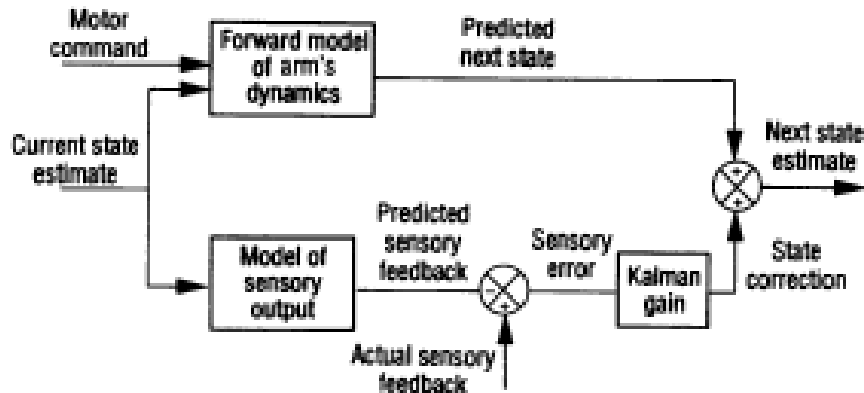 Motor
command
Forward model
of arm's
dynamics
Predicted
next state
Current state
estimate
Next state
estimate
Model of
sensory
output
Predicted
sensory
feedback
Sensory
error
Kalman
gain
State
correction
Actual sensory
feedback